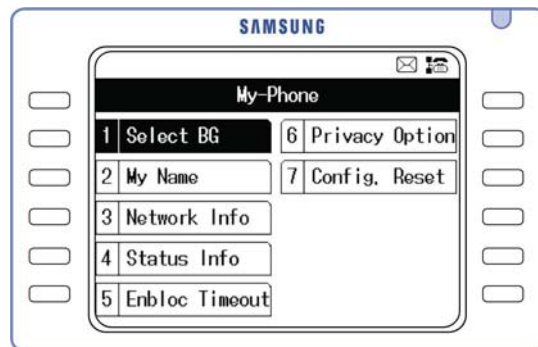 SAMSUNG
My-Phone
1 Select BG
2 My Name
3 Network Info
4 Status Info
5 Enbloc Timeout
6 Privacy Option
7 Config. Reset